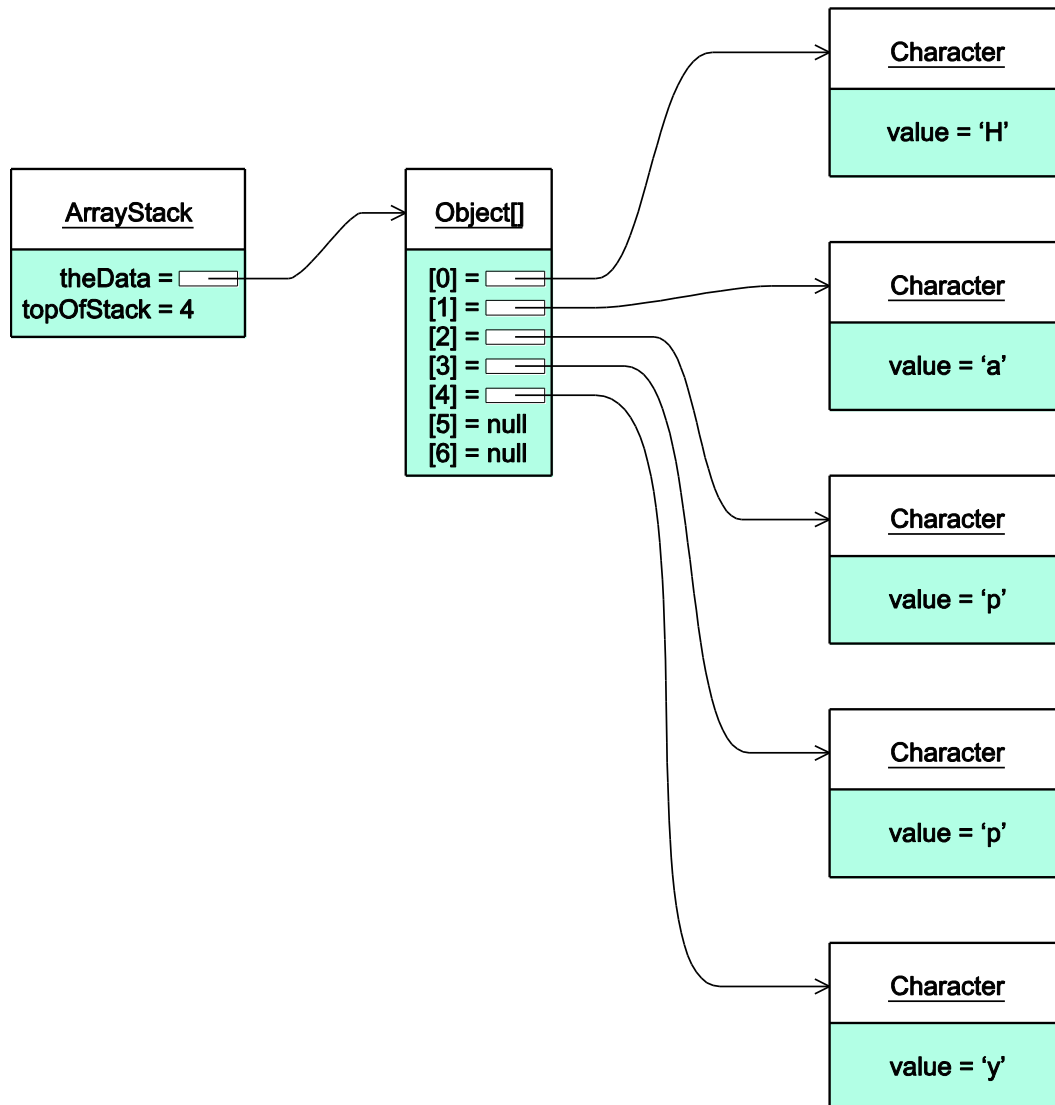 ArrayStack
theData =
topOfStack = 4
Object[]
[0] =
[1] =
[2] =
[3] =
[4] =
[5] = null
[6] = null
Character
value = ‘H’
Character
value = ‘a’
Character
value = ‘p’
Character
value = ‘p’
Character
value = ‘y’